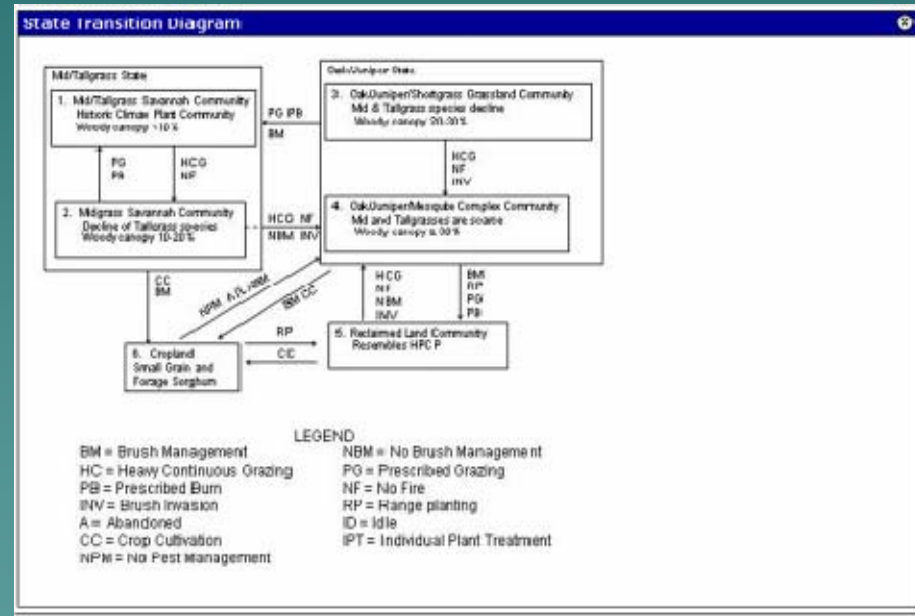 State Transition Diagram
Mid/Tallgrass State
1. Mid/Tallgrass Savannah Community
Historic Climax Plant Community
Woody canopy <10%
PG
PB
HCG
NF
2. Midgrass Savannah Community
Decline of Tallgrass species
Woody canopy 10-20%
PG IPB
BM
HCG NF
NBM INV
Oak/Juniper State
3. Oak/Juniper/Shortgrass Grassland Community
Mid & Tallgrass species decline
Woody canopy 20-30%
HCG
NF
INV
4. Oak/Juniper/Mesquite Complex Community
Mid and Tallgrasses are scarce
Woody canopy
CC
BM
NPM
BM CC
HCG
NF
NBM
INV
BM
RP
PG
PB
RP
CC
5. Reclaimed Land Community
Resembles HPC P
6. Cropland
Small Grain and
Forage Sorghum
LEGEND
BM = Brush Management
HC = Heavy Continuous Grazing
PB = Prescribed Burn
INV = Brush Invasion
A = Abandoned
CC = Crop Cultivation
NPM = No Pest Management
NBM = No Brush Management
PG = Prescribed Grazing
NF = No Fire
RP = Range planting
ID = Idle
IPT = Individual Plant Treatment